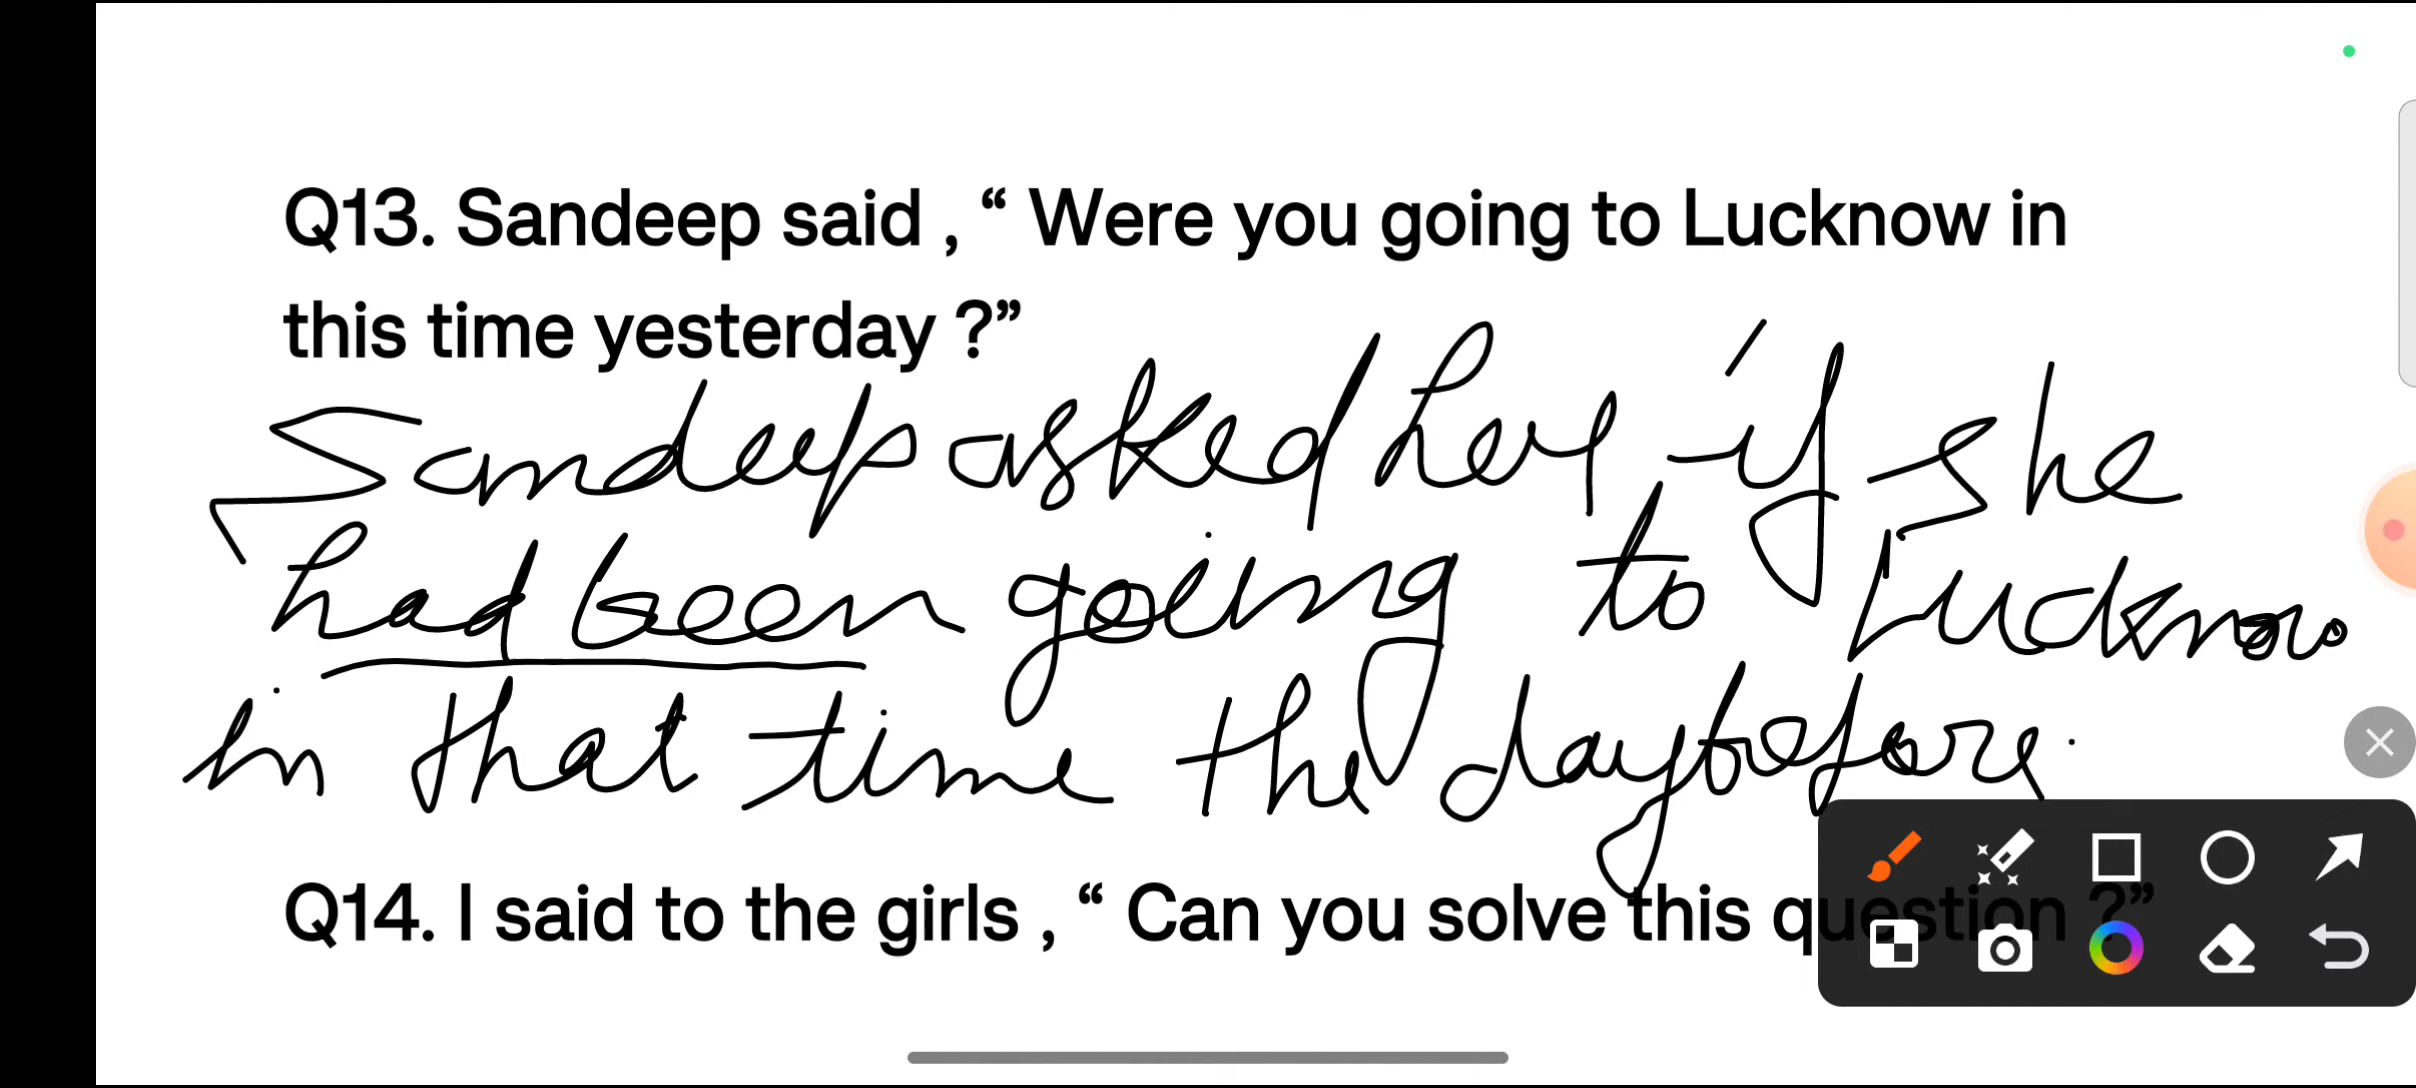 Q13. Sandeep said , “ Were you going to Lucknow in
this time yesterday ?”
Sandeep asked her if she
had been going to Lucknow
in that time the day before.
Q14. I said to the girls , “ Can you solve this question ?”